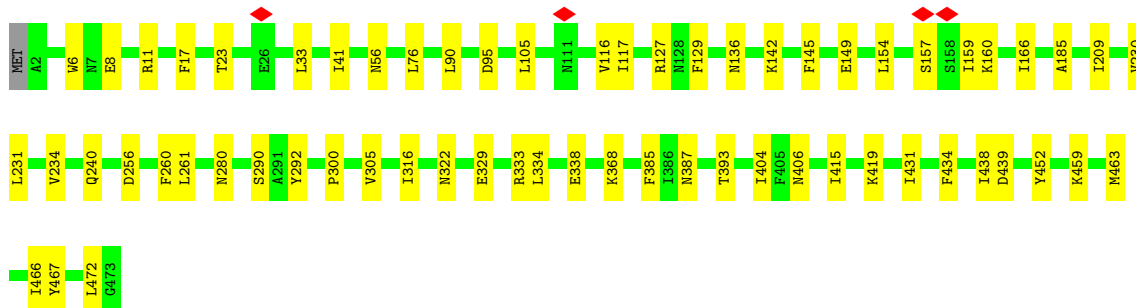 MET A2 W6 N7 E8 R11 F17 T23 E26 L33 I41 N56 L76 L90 D95 L105 N111 V116 I117 R127 N128 F129 N136 K142 F145 E149 L154 S157 S158 I159 K160 I166 A185 I209 V230
L231 V234 Q240 D256 F260 L261 N280 S290 A291 Y292 P300 V305 I316 N322 E329 R333 L334 E338 K368 F385 I386 N387 T393 I404 F405 N406 I415 K419 I431 F434 I438 D439 Y452 K459 M463
I466 Y467 L472 G473